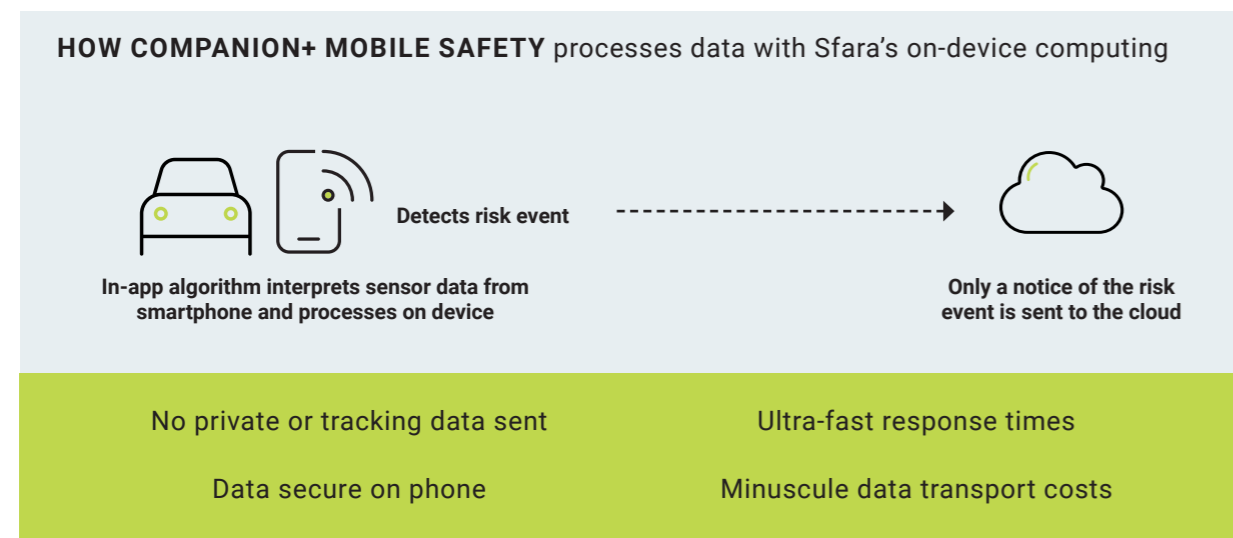 HOW COMPANION+ MOBILE SAFETY processes data with Sfara’s on-device computing
Detects risk event
In-app algorithm interprets sensor data from
smartphone and processes on device
Only a notice of the risk
event is sent to the cloud
No private or tracking data sent
Ultra-fast response times
Data secure on phone
Minuscule data transport costs